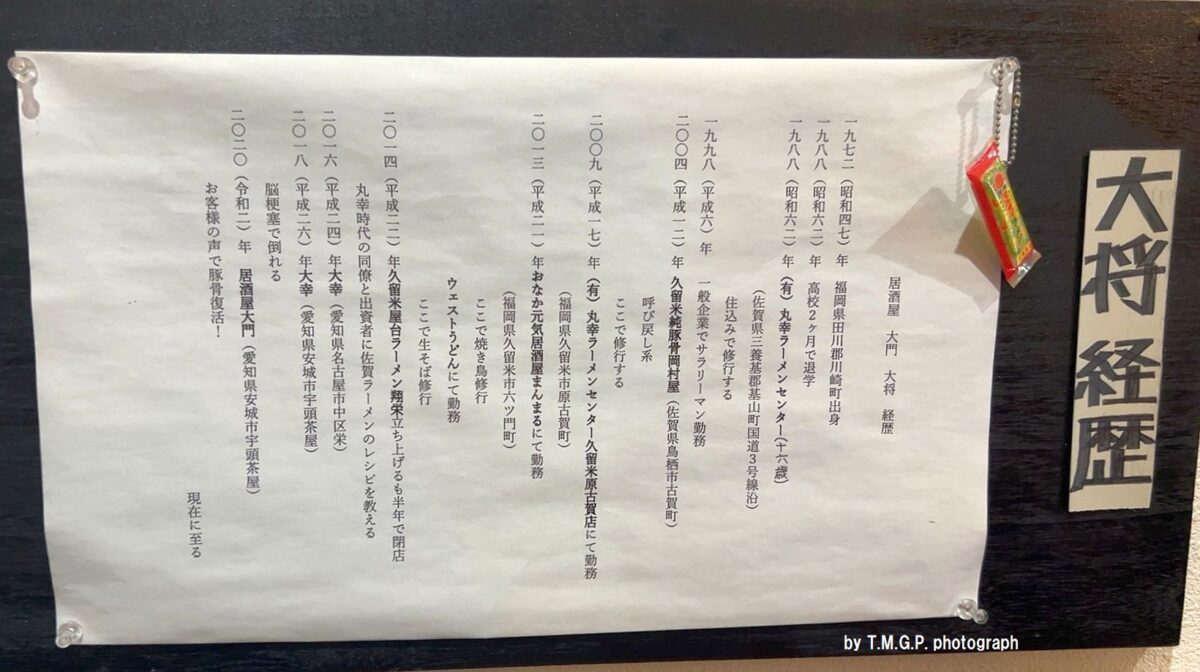 大将 経歴
居酒屋 大門 大将 経歴
一九七二（昭和四七）年 福岡県田川郡川崎町出身
一九八八（昭和六二）年 高校２ヶ月で退学
一九八八（昭和六二）年（有）丸幸ラーメンセンター(十六歳)
（佐賀県三養基郡基山町国道３号線沿）
住込みで修行する
一九九八（平成六）年 一般企業でサラリーマン勤務
二〇〇四（平成一二）年 久留米純豚骨岡村屋（佐賀県鳥栖市古賀町）
呼び戻し系
ここで修行する
二〇〇九（平成一七）年（有）丸幸ラーメンセンター久留米原古賀店にて勤務
（福岡県久留米市原古賀町）
二〇一三（平成二一）年おなか元気居酒屋まんまるにて勤務
（福岡県久留米市六ツ門町）
ここで焼き鳥修行
ウェストうどんにて勤務
ここで生そば修行
二〇一四（平成二二）年久留米屋台ラーメン翔栄立ち上げるも半年で閉店
丸幸時代の同僚と出資者に佐賀ラーメンのレシピを教える
二〇一六（平成二四）年大幸（愛知県名古屋市中区栄）
二〇一八（平成二六）年大幸（愛知県安城市宇頭茶屋）
脳梗塞で倒れる
二〇二〇（令和二）年 居酒屋大門（愛知県安城市宇頭茶屋）
お客様の声で豚骨復活！
現在に至る
by T.M.G.P. photograph